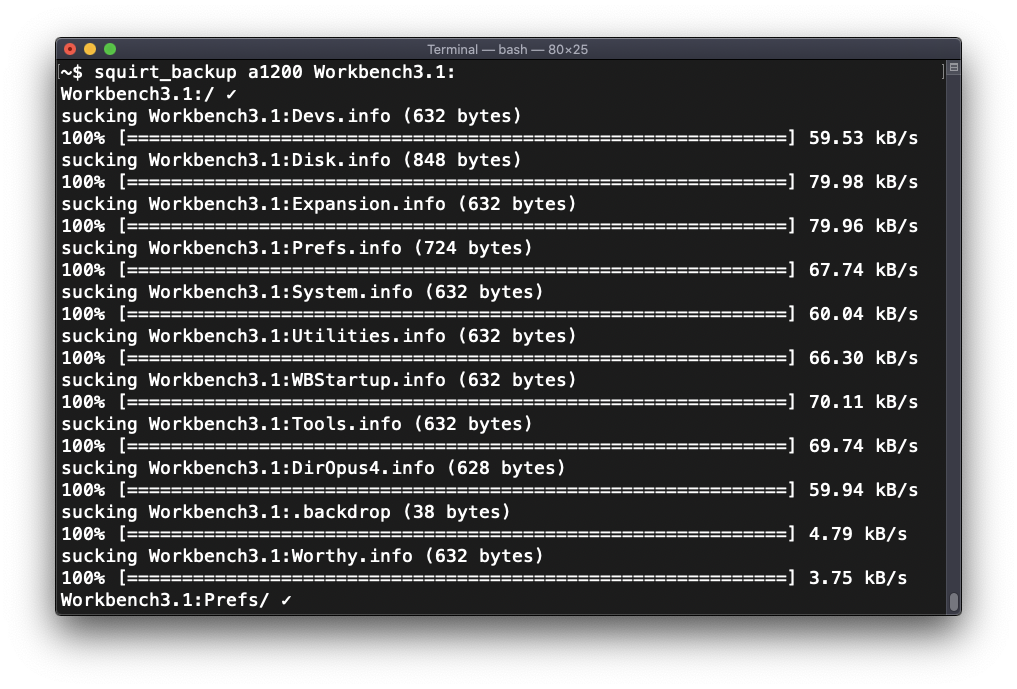 Terminal — bash — 80×25
[~$ squirt_backup a1200 Workbench3.1: ]
Workbench3.1:/ ✓
sucking Workbench3.1:Devs.info (632 bytes)
100% [============================================================] 59.53 kB/s
sucking Workbench3.1:Disk.info (848 bytes)
100% [============================================================] 79.98 kB/s
sucking Workbench3.1:Expansion.info (632 bytes)
100% [============================================================] 79.96 kB/s
sucking Workbench3.1:Prefs.info (724 bytes)
100% [============================================================] 67.74 kB/s
sucking Workbench3.1:System.info (632 bytes)
100% [============================================================] 60.04 kB/s
sucking Workbench3.1:Utilities.info (632 bytes)
100% [============================================================] 66.30 kB/s
sucking Workbench3.1:WBStartup.info (632 bytes)
100% [============================================================] 70.11 kB/s
sucking Workbench3.1:Tools.info (632 bytes)
100% [============================================================] 69.74 kB/s
sucking Workbench3.1:DirOpus4.info (628 bytes)
100% [============================================================] 59.94 kB/s
sucking Workbench3.1:.backdrop (38 bytes)
100% [============================================================] 4.79 kB/s
sucking Workbench3.1:Worthy.info (632 bytes)
100% [============================================================] 3.75 kB/s
Workbench3.1:Prefs/ ✓